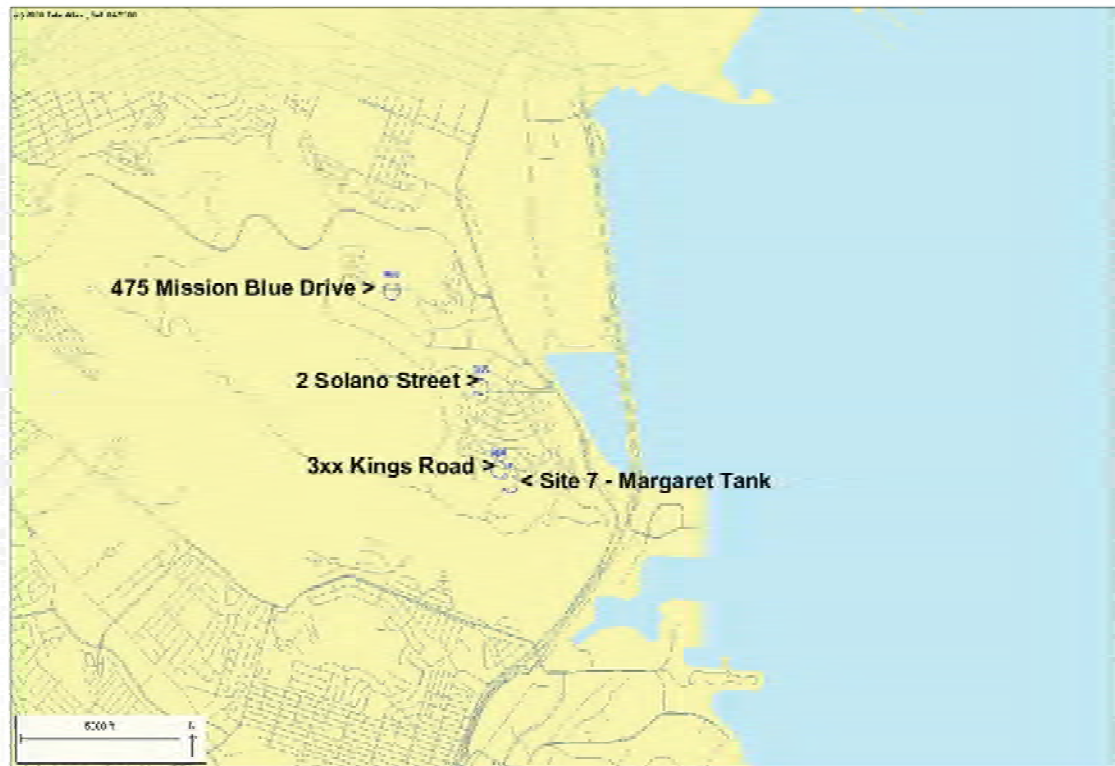 475 Mission Blue Drive >
2 Solano Street >
3xx Kings Road >
< Site 7 - Margaret Tank